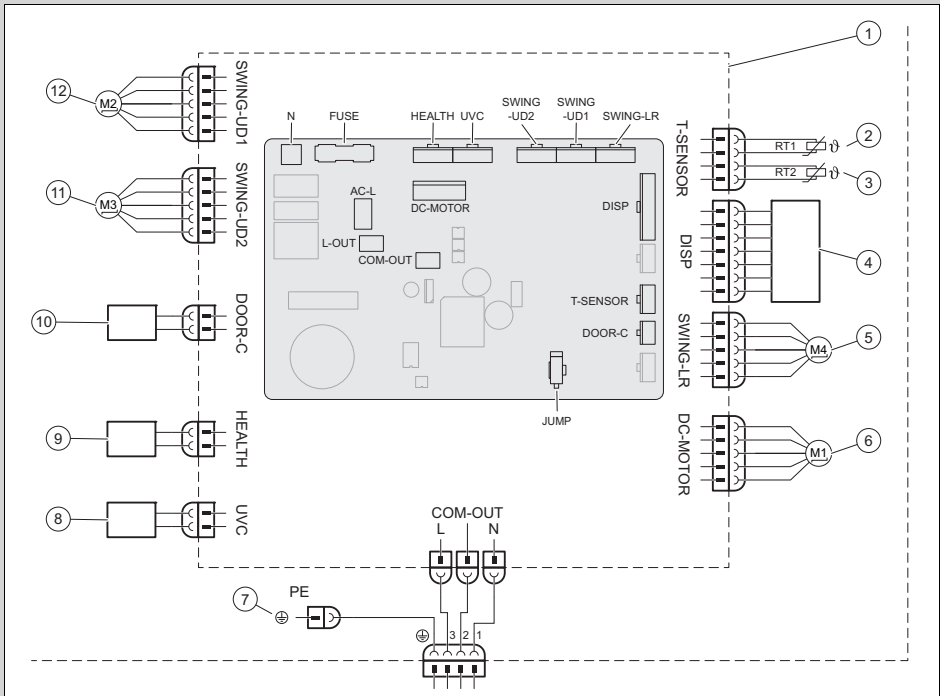 1
12
M2
SWING-UD1
N
FUSE
HEALTH
UVC
SWING
-UD2
SWING
-UD1
SWING-LR
T-SENSOR
RT1
ϑ
2
RT2
ϑ
3
11
M3
SWING-UD2
AC-L
DC-MOTOR
L-OUT
COM-OUT
DISP
T-SENSOR
DOOR-C
JUMP
DISP
4
10
DOOR-C
SWING-LR
M4
5
9
HEALTH
DC-MOTOR
M1
6
8
UVC
COM-OUT
L
N
7
PE
3
2
1